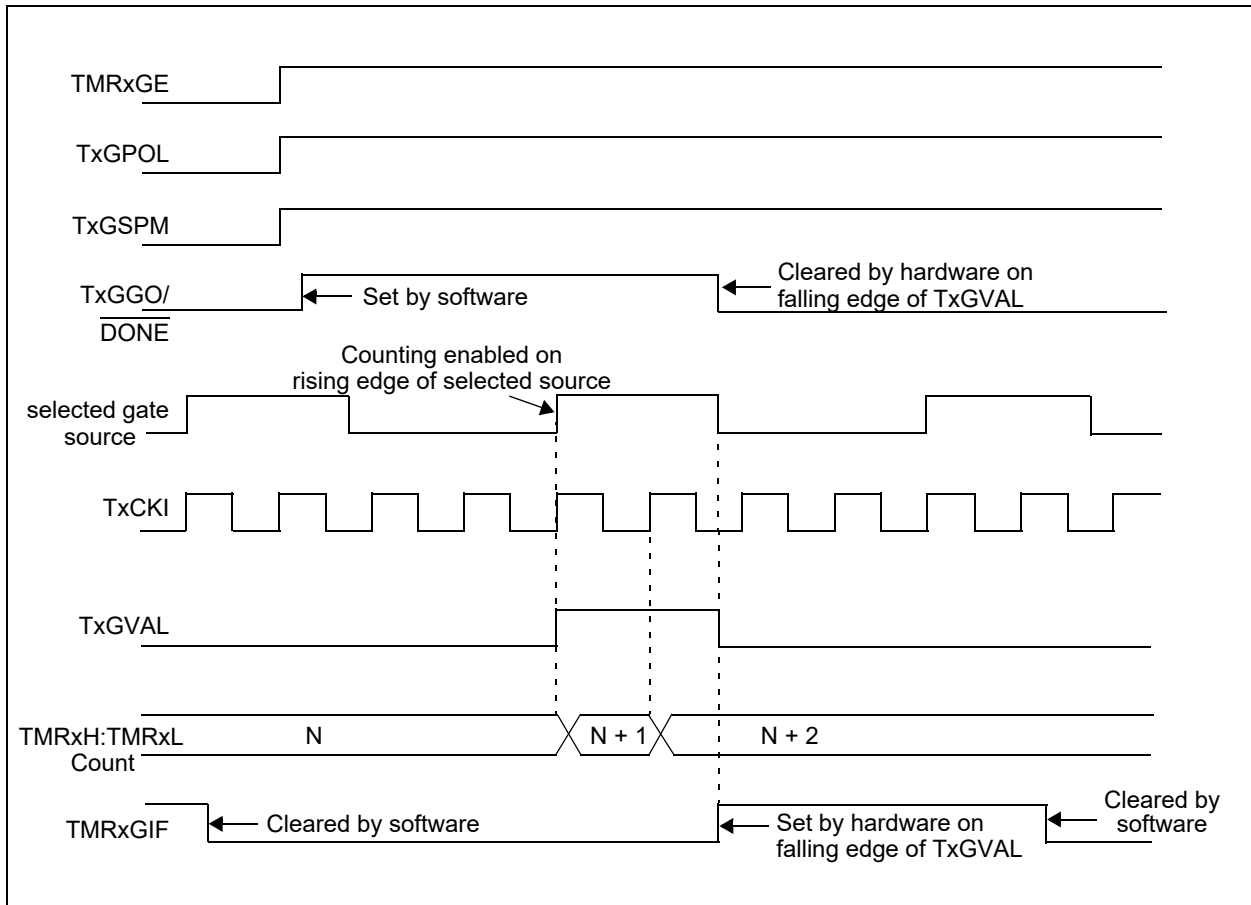 TMRxGE
TxGPOL
TxGSPM
TxGGO/
DONE
Set by software
Cleared by hardware on
falling edge of TxGVAL
Counting enabled on
rising edge of selected source
selected gate
source
TxCKI
TxGVAL
TMRxH:TMRxL
Count
N
N + 1
N + 2
TMRxGIF
Cleared by software
Set by hardware on
falling edge of TxGVAL
Cleared by
software